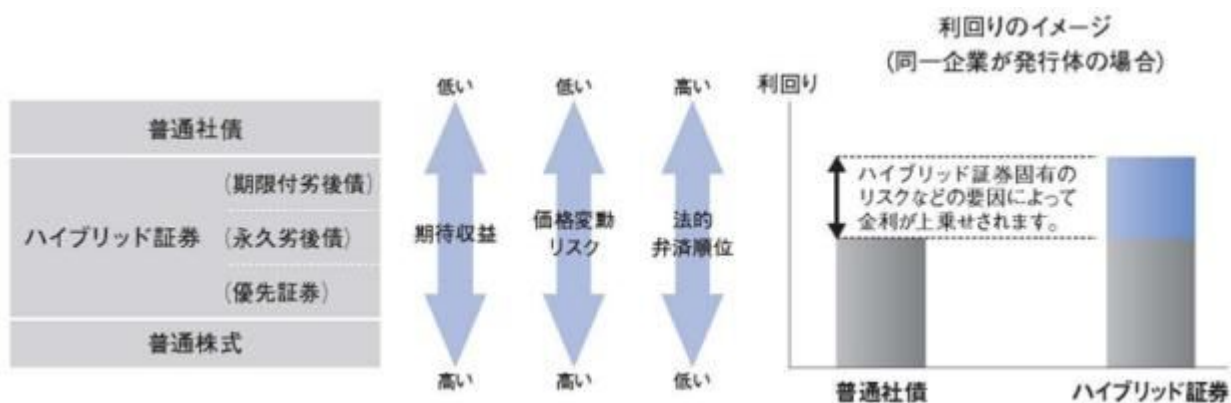 普通社債
ハイブリッド証券
(期限付劣後債)
(永久劣後債)
(優先証券)
普通株式
低い
期待収益
高い
低い
価格変動
リスク
高い
高い
法的
弁済順位
低い
利回りのイメージ
(同一企業が発行体の場合)
利回り
ハイブリッド証券固有の
リスクなどの要因によって
金利が上乗せされます。
普通社債
ハイブリッド証券